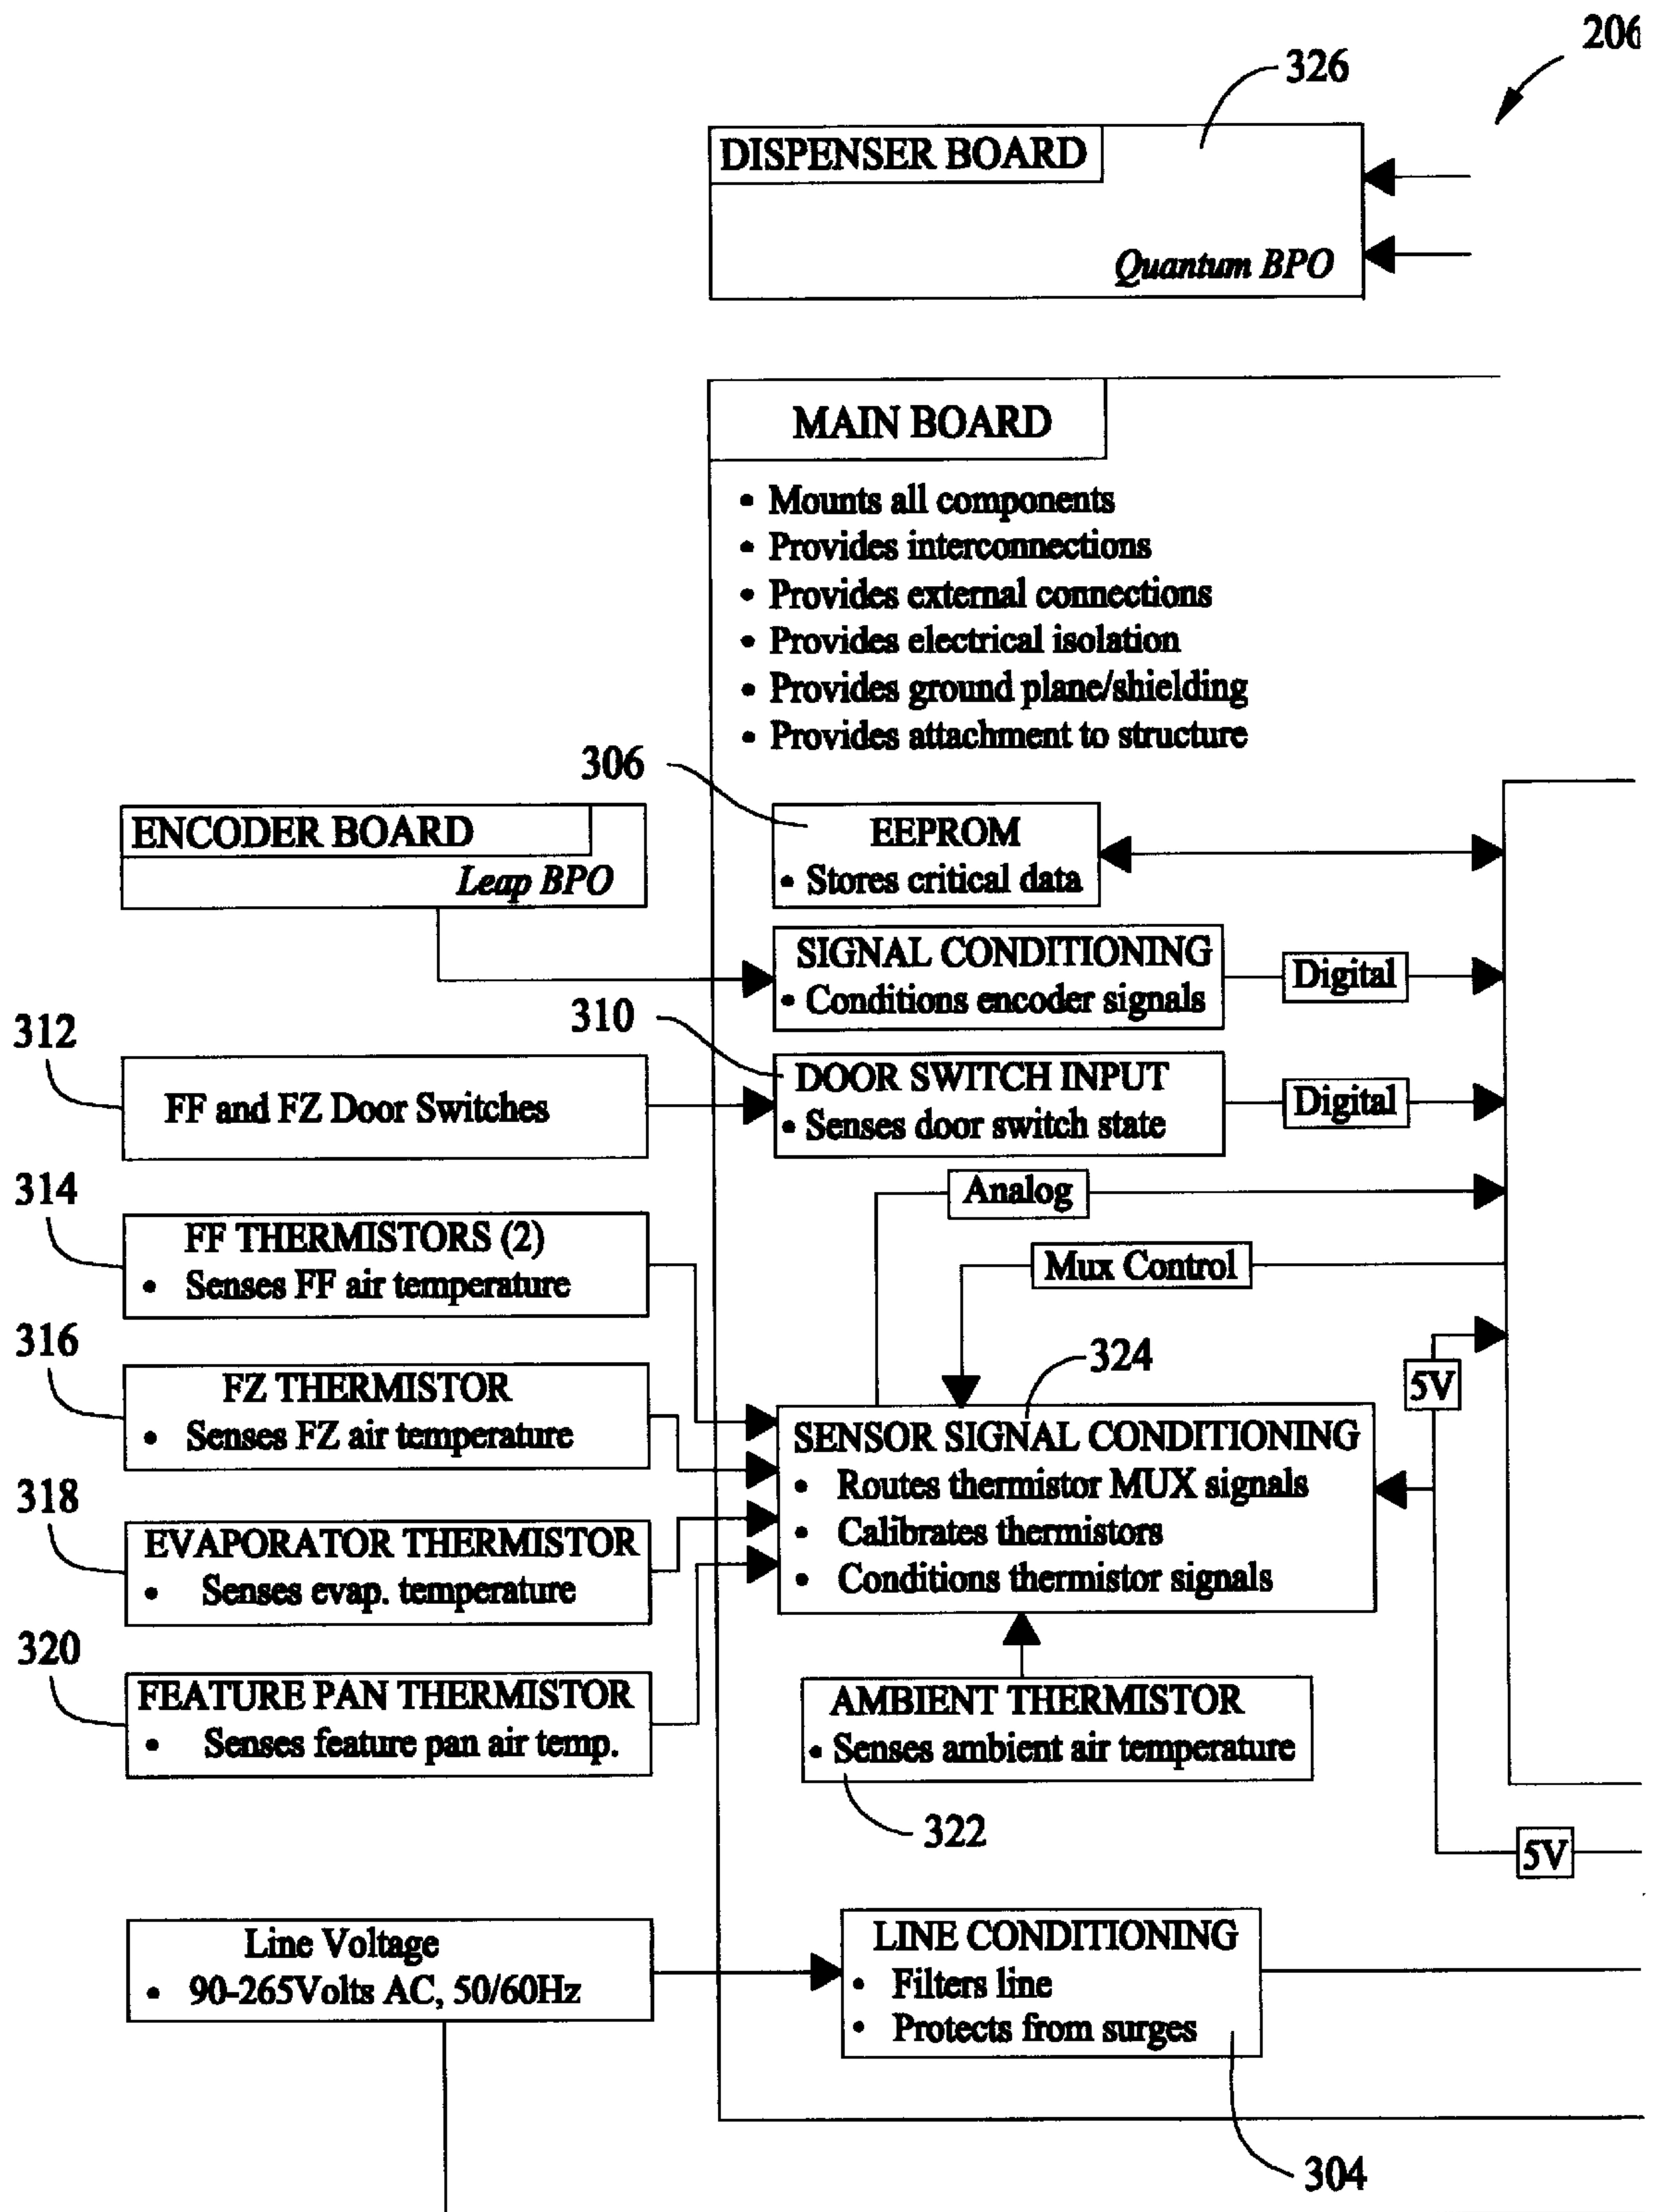 206
326
DISPENSER BOARD
Quantum BPO
MAIN BOARD
• Mounts all components
• Provides interconnections
• Provides external connections
• Provides electrical isolation
• Provides ground plane/shielding
• Provides attachment to structure
306
ENCODER BOARD
Leap BPO
EEPROM
• Stores critical data
SIGNAL CONDITIONING
• Conditions encoder signals
Digital
312
310
FF and FZ Door Switches
DOOR SWITCH INPUT
• Senses door switch state
Digital
314
Analog
FF THERMISTORS (2)
• Senses FF air temperature
Mux Control
316
324
5V
FZ THERMISTOR
• Senses FZ air temperature
SENSOR SIGNAL CONDITIONING
• Routes thermistor MUX signals
• Calibrates thermistors
• Conditions thermistor signals
318
EVAPORATOR THERMISTOR
• Senses evap. temperature
320
FEATURE PAN THERMISTOR
• Senses feature pan air temp.
AMBIENT THERMISTOR
• Senses ambient air temperature
322
5V
Line Voltage
• 90-265Volts AC, 50/60Hz
LINE CONDITIONING
• Filters line
• Protects from surges
304